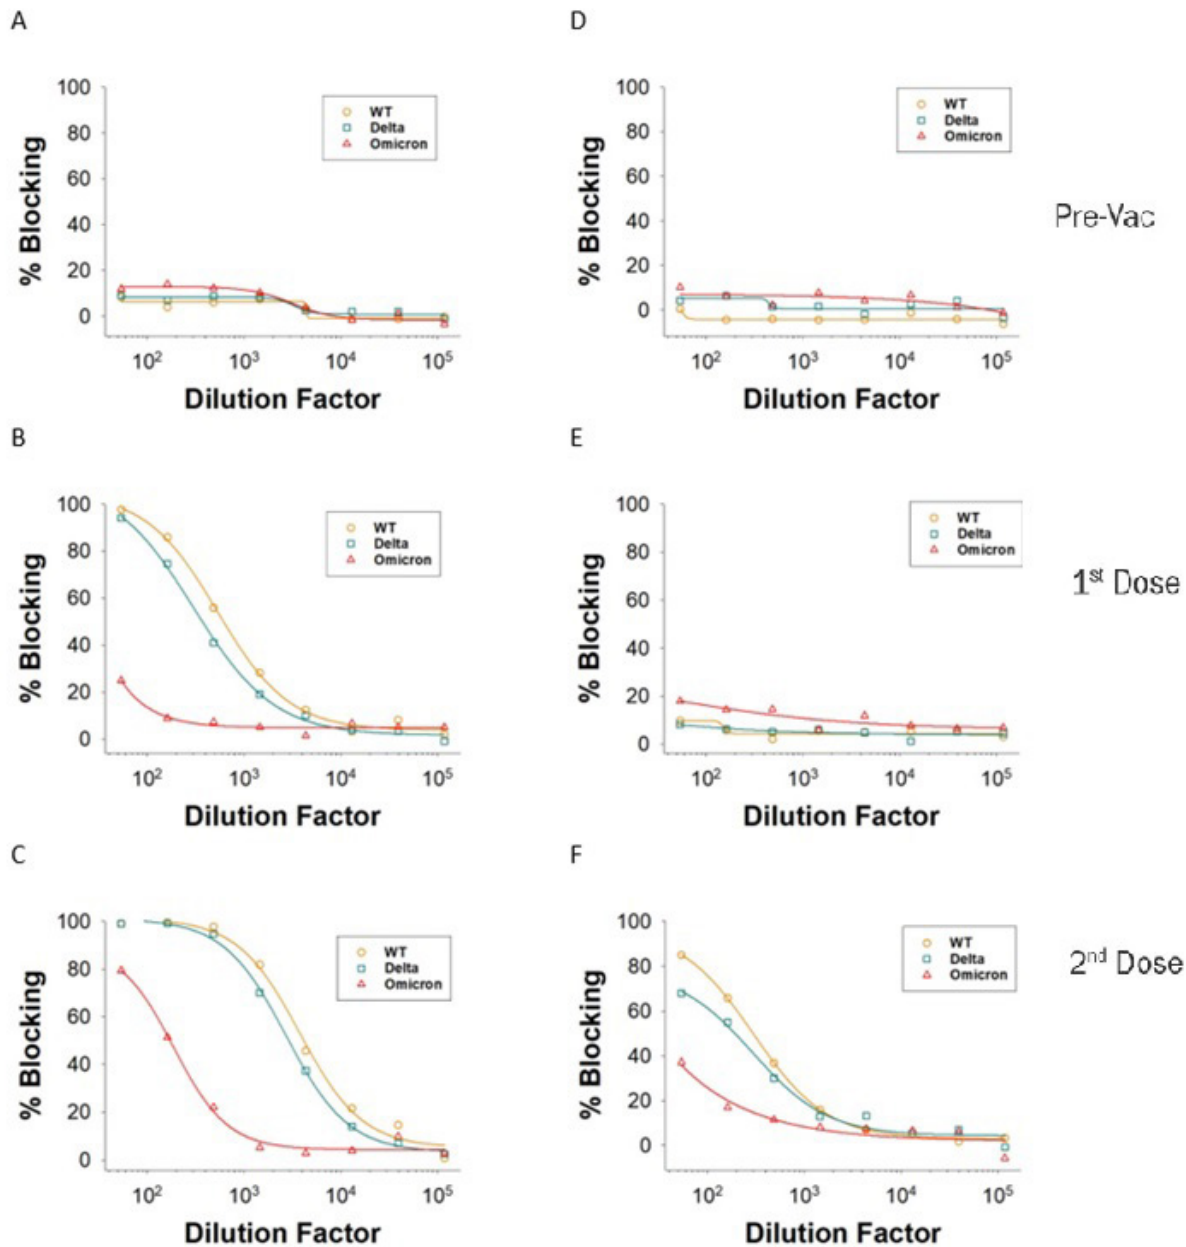 A
% Blocking
100
80
60
40
20
0
WT
Delta
Omicron
10² 10³ 10⁴ 10⁵
Dilution Factor
D
% Blocking
100
80
60
40
20
0
WT
Delta
Omicron
10² 10³ 10⁴ 10⁵
Dilution Factor
Pre-Vac
B
% Blocking
100
80
60
40
20
0
WT
Delta
Omicron
10² 10³ 10⁴ 10⁵
Dilution Factor
E
% Blocking
100
80
60
40
20
0
WT
Delta
Omicron
10² 10³ 10⁴ 10⁵
Dilution Factor
1st Dose
C
% Blocking
100
80
60
40
20
0
WT
Delta
Omicron
10² 10³ 10⁴ 10⁵
Dilution Factor
F
% Blocking
100
80
60
40
20
0
WT
Delta
Omicron
10² 10³ 10⁴ 10⁵
Dilution Factor
2nd Dose